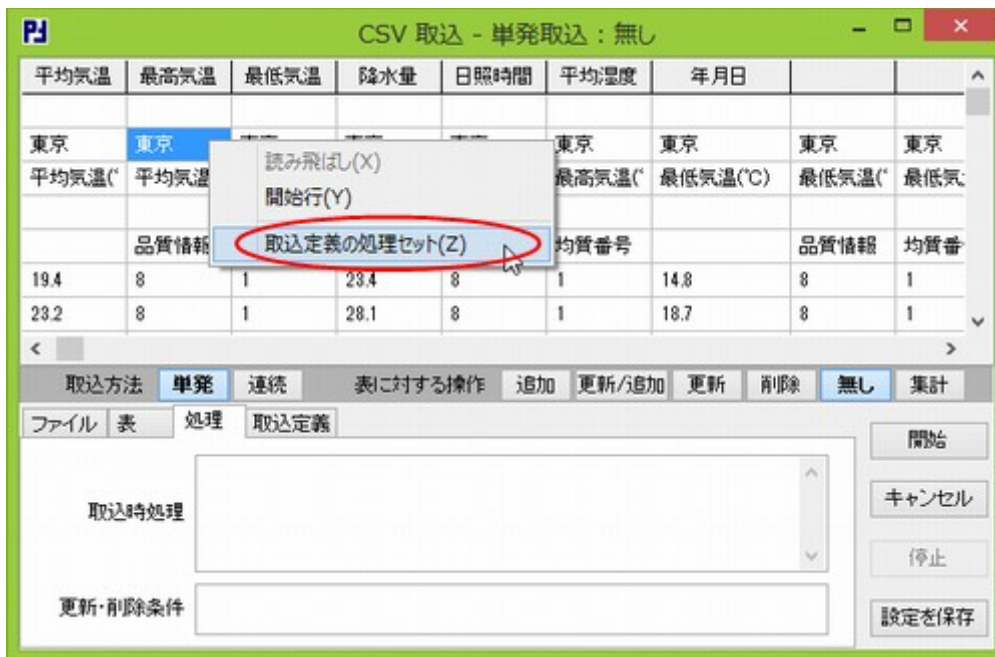 CSV 取込 - 単発取込 : 無し
平均気温 最高気温 最低気温 降水量 日照時間 平均湿度 年月日
東京 東京 東京 東京 東京 東京
平均気温(° 平均気温 最高気温(° 最低気温(℃) 最低気温(° 最低気
読み飛ばし(X)
開始行(Y)
取込定義の処理セット(Z)
品質情報 均質番号 品質情報 均質番
19.4 8 1 23.4 8 1 14.8 8 1
23.2 8 1 28.1 8 1 18.7 8 1
取込方法 単発 連続 表に対する操作 追加 更新/追加 更新 削除 無し 集計
ファイル 表 処理 取込定義
開始
取込時処理
キャンセル
停止
更新・削除条件
設定を保存